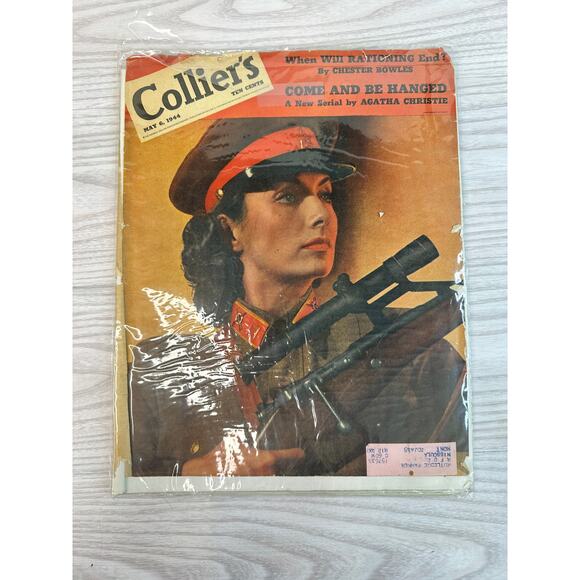 Collier's
TEN CENTS
MAY 6, 1944
When Will RATIONING End?
By CHESTER BOWLES
COME AND BE HANGED
A New Serial by AGATHA CHRISTIE